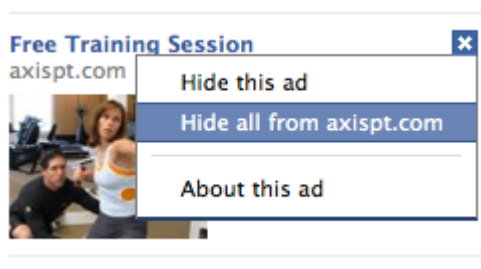 Free Training Session
axispt.com
Hide this ad
Hide all from axispt.com
About this ad